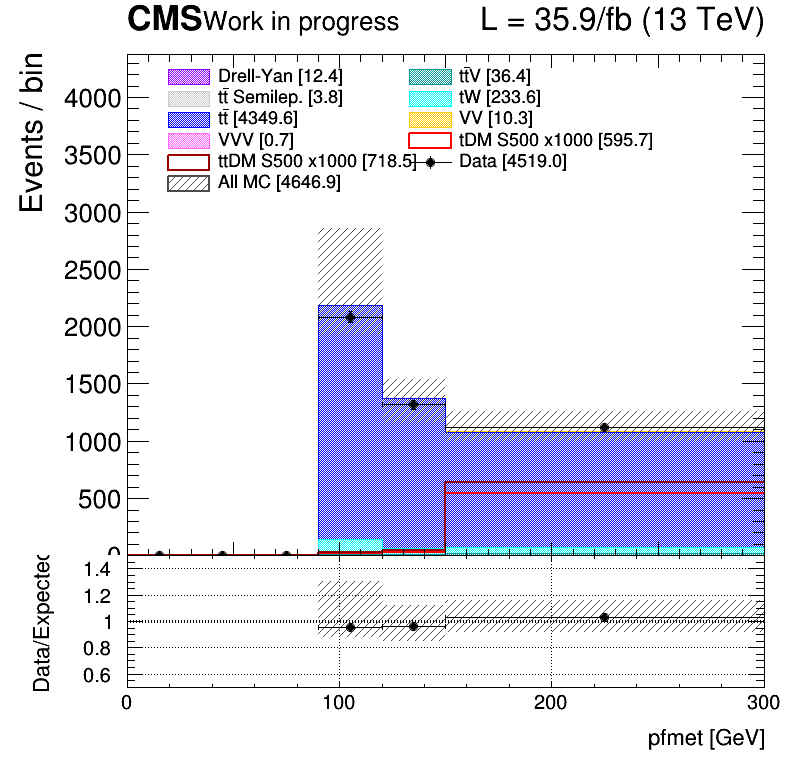 CMS Work in progress L = 35.9/fb (13 TeV)
Events / bin
4000
3500
3000
2500
2000
1500
1000
500
0
Drell-Yan [12.4] tt̄V [36.4]
tt̄ Semilep. [3.8] tW [233.6]
tt̄ [4349.6] VV [10.3]
VVV [0.7] tDM S500 x1000 [595.7]
ttDM S500 x1000 [718.5] Data [4519.0]
All MC [4646.9]
Data/Expected
1.4
1.2
1
0.8
0.6
0 100 200 300
pfmet [GeV]